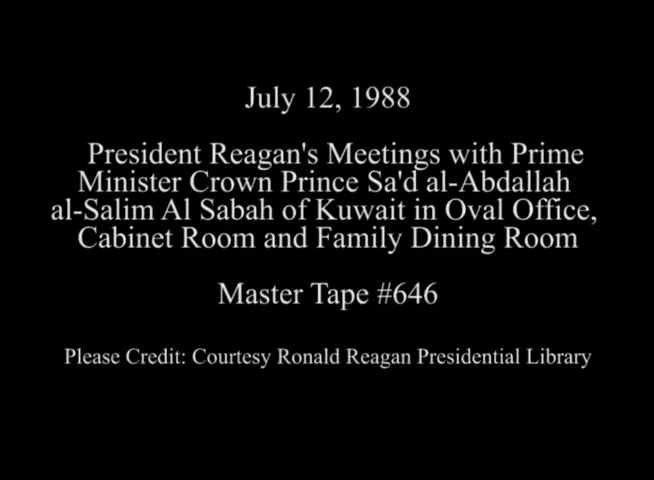 July 12, 1988
President Reagan's Meetings with Prime
Minister Crown Prince Sa'd al-Abdallah
al-Salim Al Sabah of Kuwait in Oval Office,
Cabinet Room and Family Dining Room
Master Tape #646
Please Credit: Courtesy Ronald Reagan Presidential Library